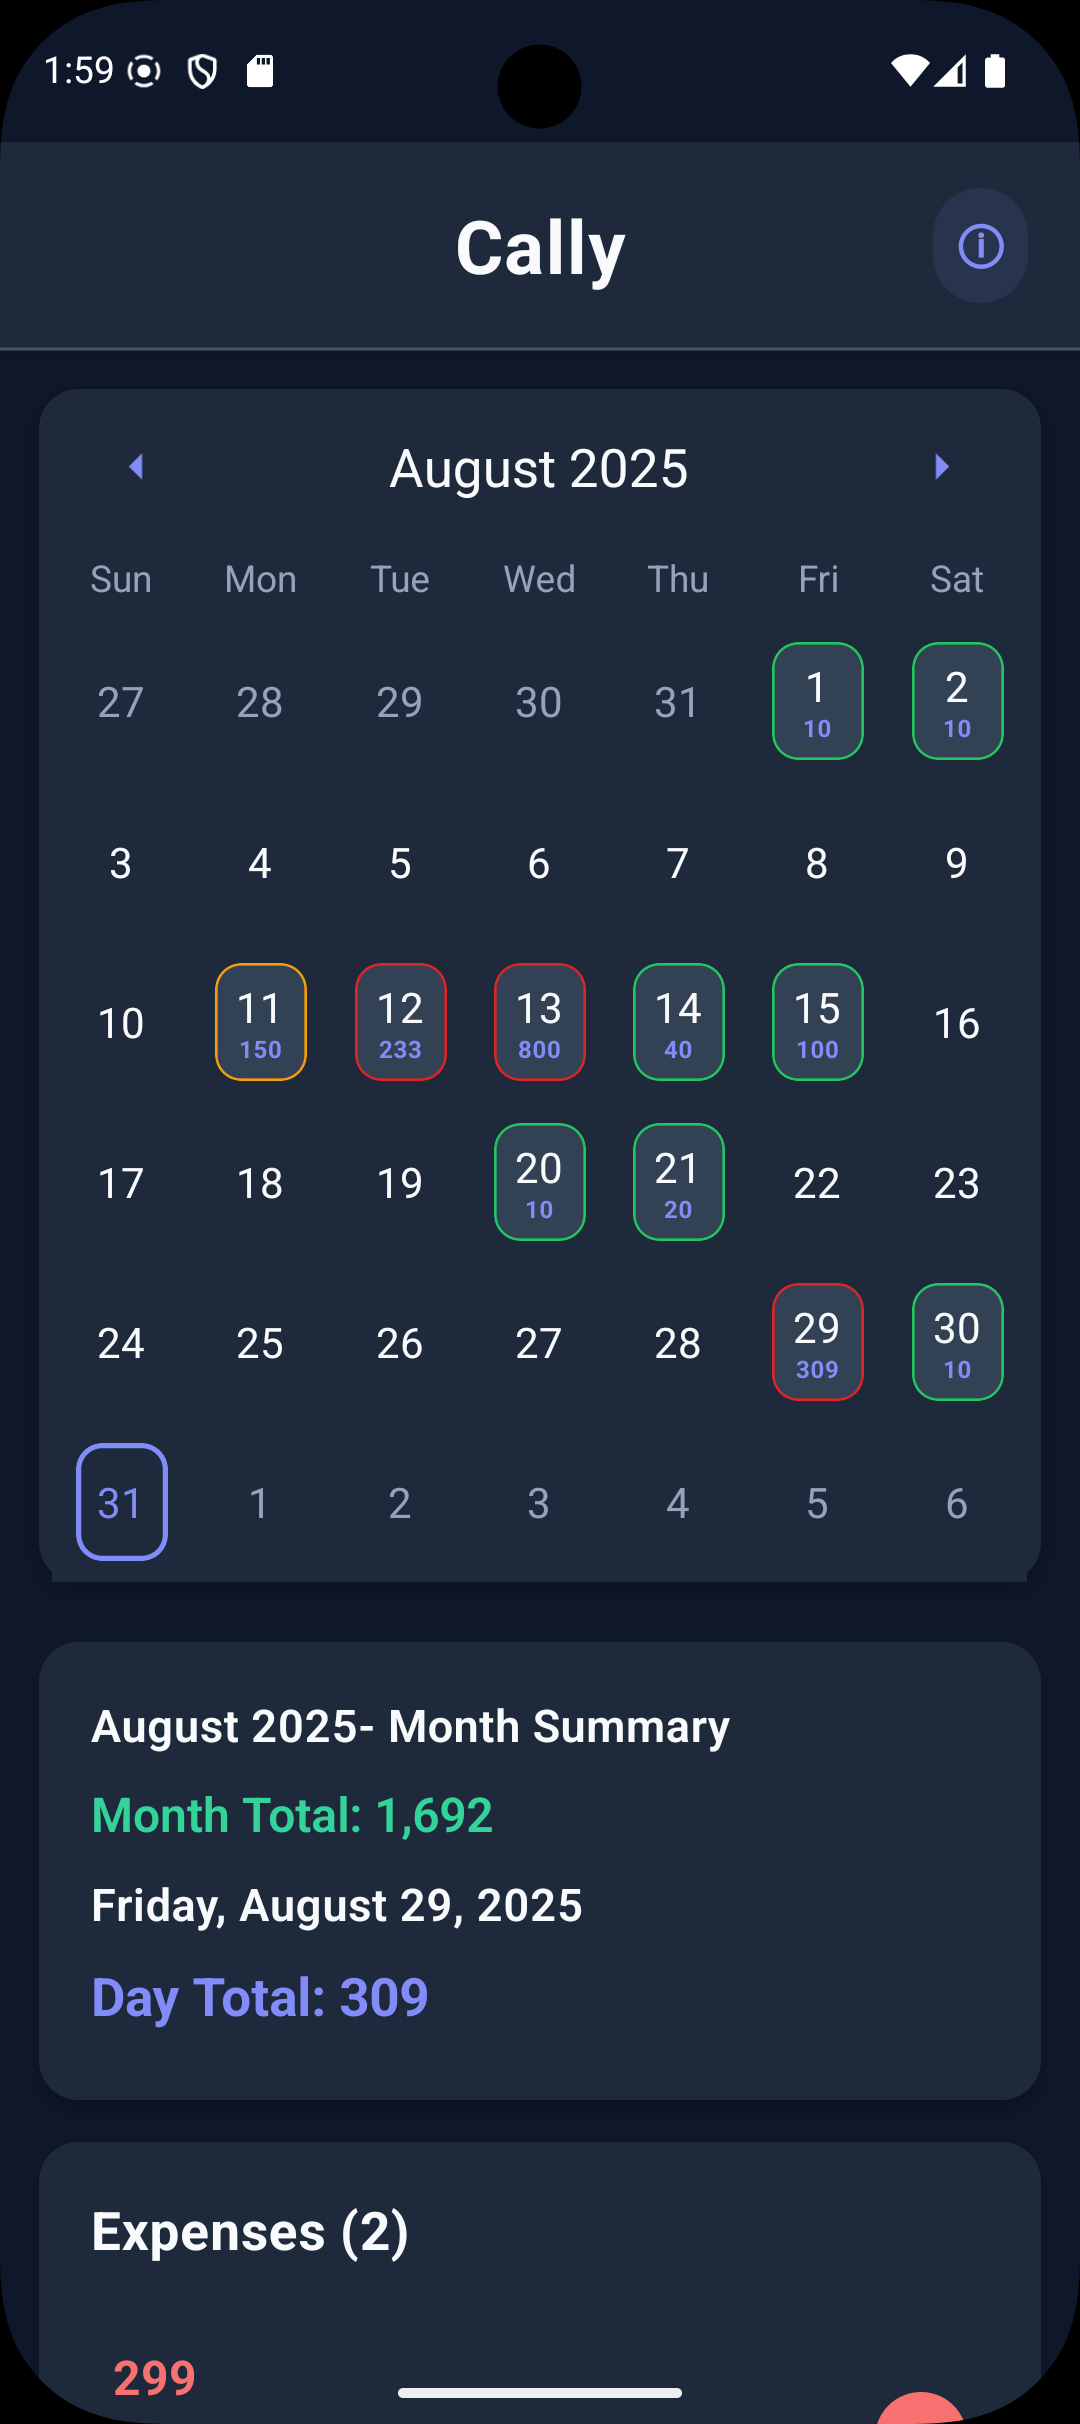 1:59
Cally
August 2025
Sun Mon Tue Wed Thu Fri Sat
27 28 29 30 31 1 2
10 10
3 4 5 6 7 8 9
10 11 12 13 14 15 16
150 233 800 40 100
17 18 19 20 21 22 23
10 20
24 25 26 27 28 29 30
309 10
31 1 2 3 4 5 6
August 2025- Month Summary
Month Total: 1,692
Friday, August 29, 2025
Day Total: 309
Expenses (2)
299